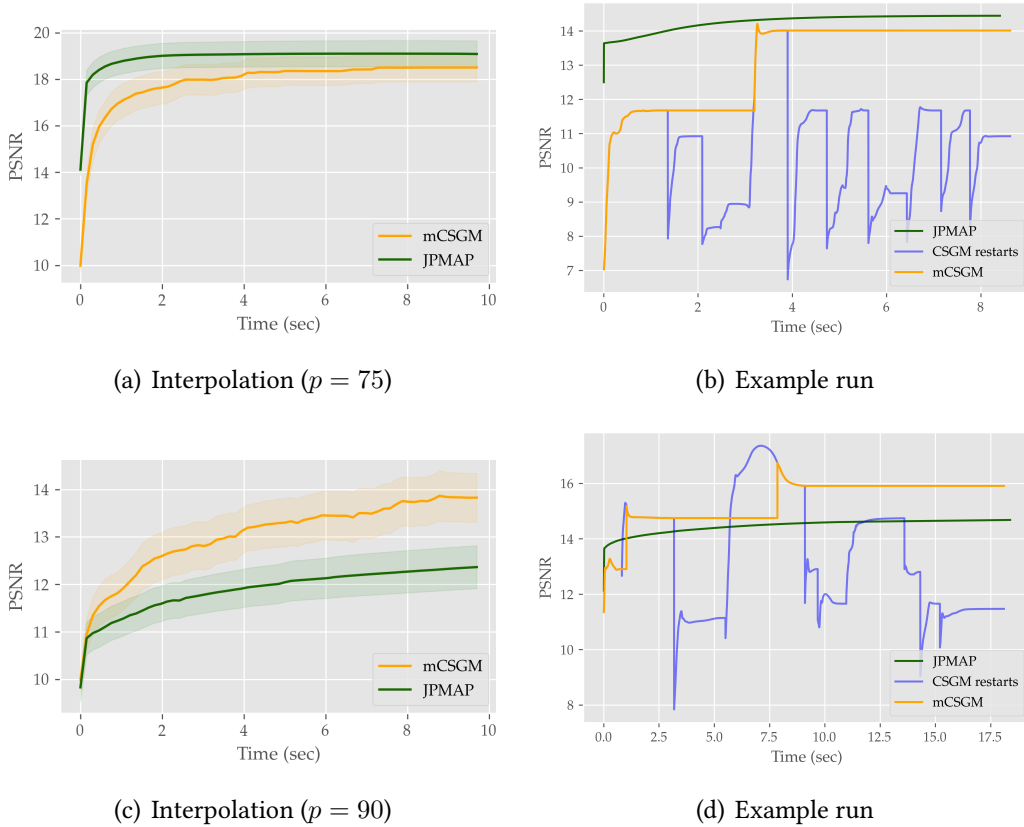 20
18
16
14
12
10
PSNR
0
2
4
6
8
10
Time (sec)
mCSGM
JPMAP
(a) Interpolation (p = 75)
14
13
12
11
10
9
8
7
PSNR
0
2
4
6
8
Time (sec)
JPMAP
CSGM restarts
mCSGM
(b) Example run
14
13
12
11
10
PSNR
0
2
4
6
8
10
Time (sec)
mCSGM
JPMAP
(c) Interpolation (p = 90)
16
14
12
10
8
PSNR
0.0
2.5
5.0
7.5
10.0
12.5
15.0
17.5
Time (sec)
JPMAP
CSGM restarts
mCSGM
(d) Example run